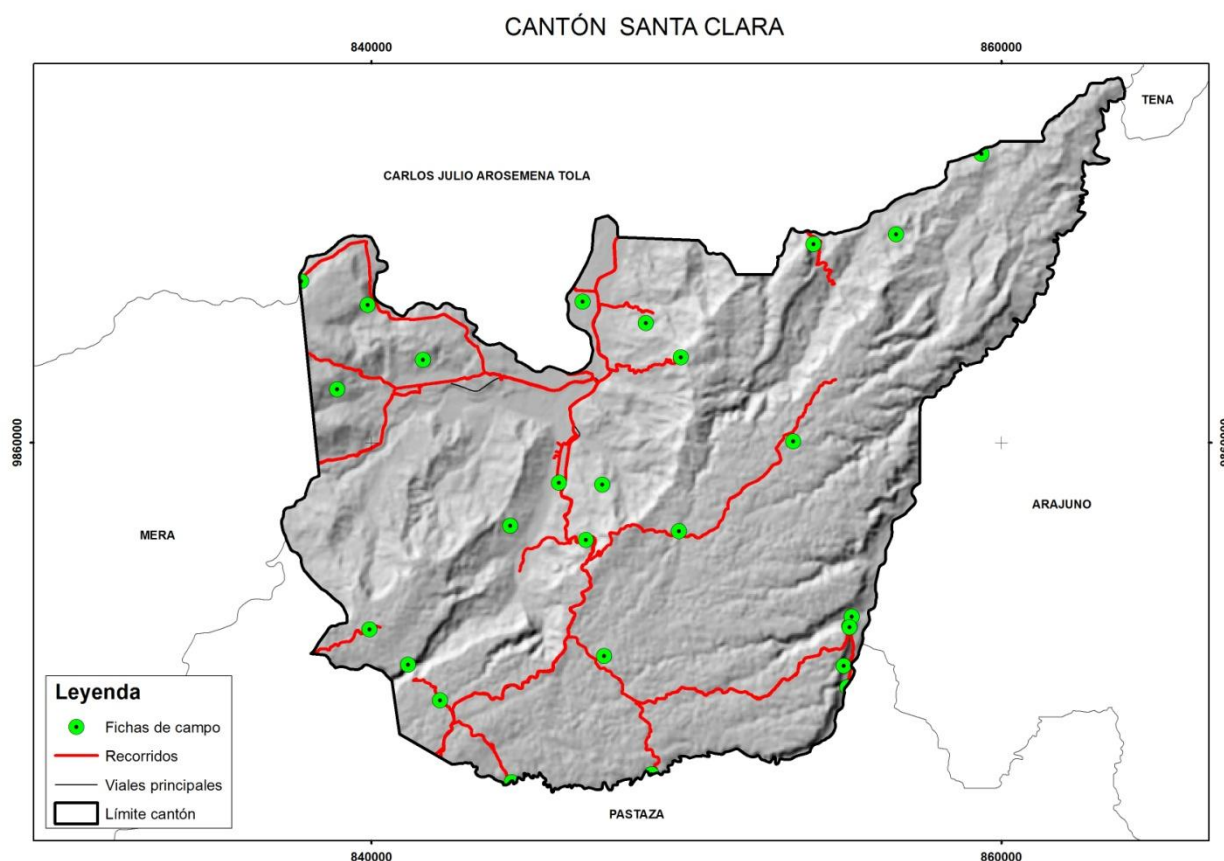 CANTÓN SANTA CLARA
840000
860000
TENA
CARLOS JULIO AROSEMENA TOLA
9860000
9860000
ARAJUNO
MERA
Leyenda
Fichas de campo
Recorridos
Viales principales
Límite cantón
PASTAZA
840000
860000